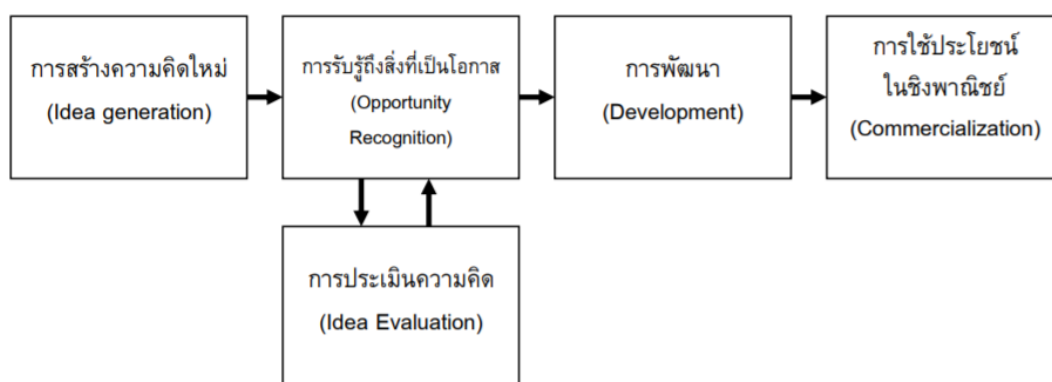 การสร้างความคิดใหม่
(Idea generation)
การรับรู้ถึงสิ่งที่เป็นโอกาส
(Opportunity
Recognition)
การพัฒนา
(Development)
การใช้ประโยชน์
ในชิงพาณิชย์
(Commercialization)
การประเมินความคิด
(Idea Evaluation)